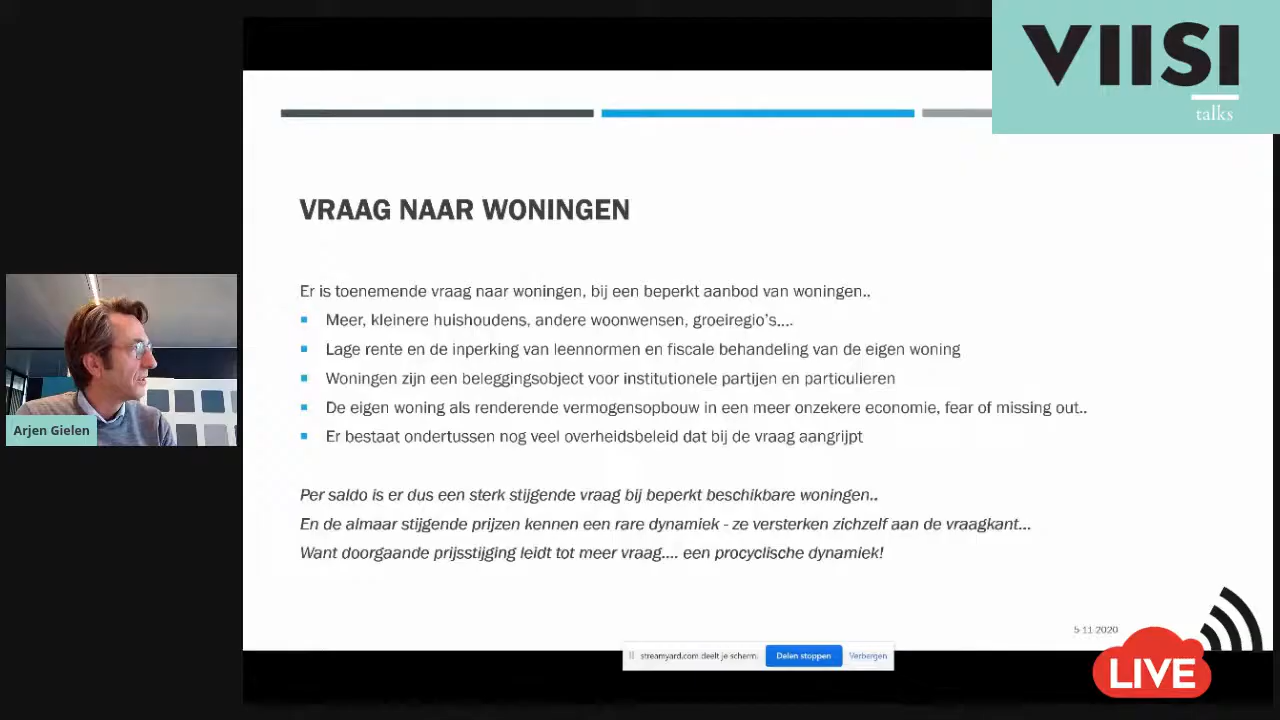 VIISI
talks
VRAAG NAAR WONINGEN
Er is toenemende vraag naar woningen, bij een beperkt aanbod van woningen..
Meer, kleinere huishoudens, andere woonwensen, groeiregio's....
Lage rente en de inperking van leennormen en fiscale behandeling van de eigen woning
Woningen zijn een beleggingsobject voor institutionele partijen en particulieren
De eigen woning als renderende vermogensopbouw in een meer onzekere economie, fear of missing out..
Er bestaat ondertussen nog veel overheidsbeleid dat bij de vraag aangrijpt
Per saldo is er dus een sterk stijgende vraag bij beperkt beschikbare woningen..
En de almaar stijgende prijzen kennen een rare dynamiek - ze versterken zichzelf aan de vraagkant...
Want doorgaande prijsstijging leidt tot meer vraag.... een procyclische dynamiek!
Arjen Gielen
5-11-2020
streamyard.com deelt je scherm.
Delen stoppen
Verbergen
LIVE